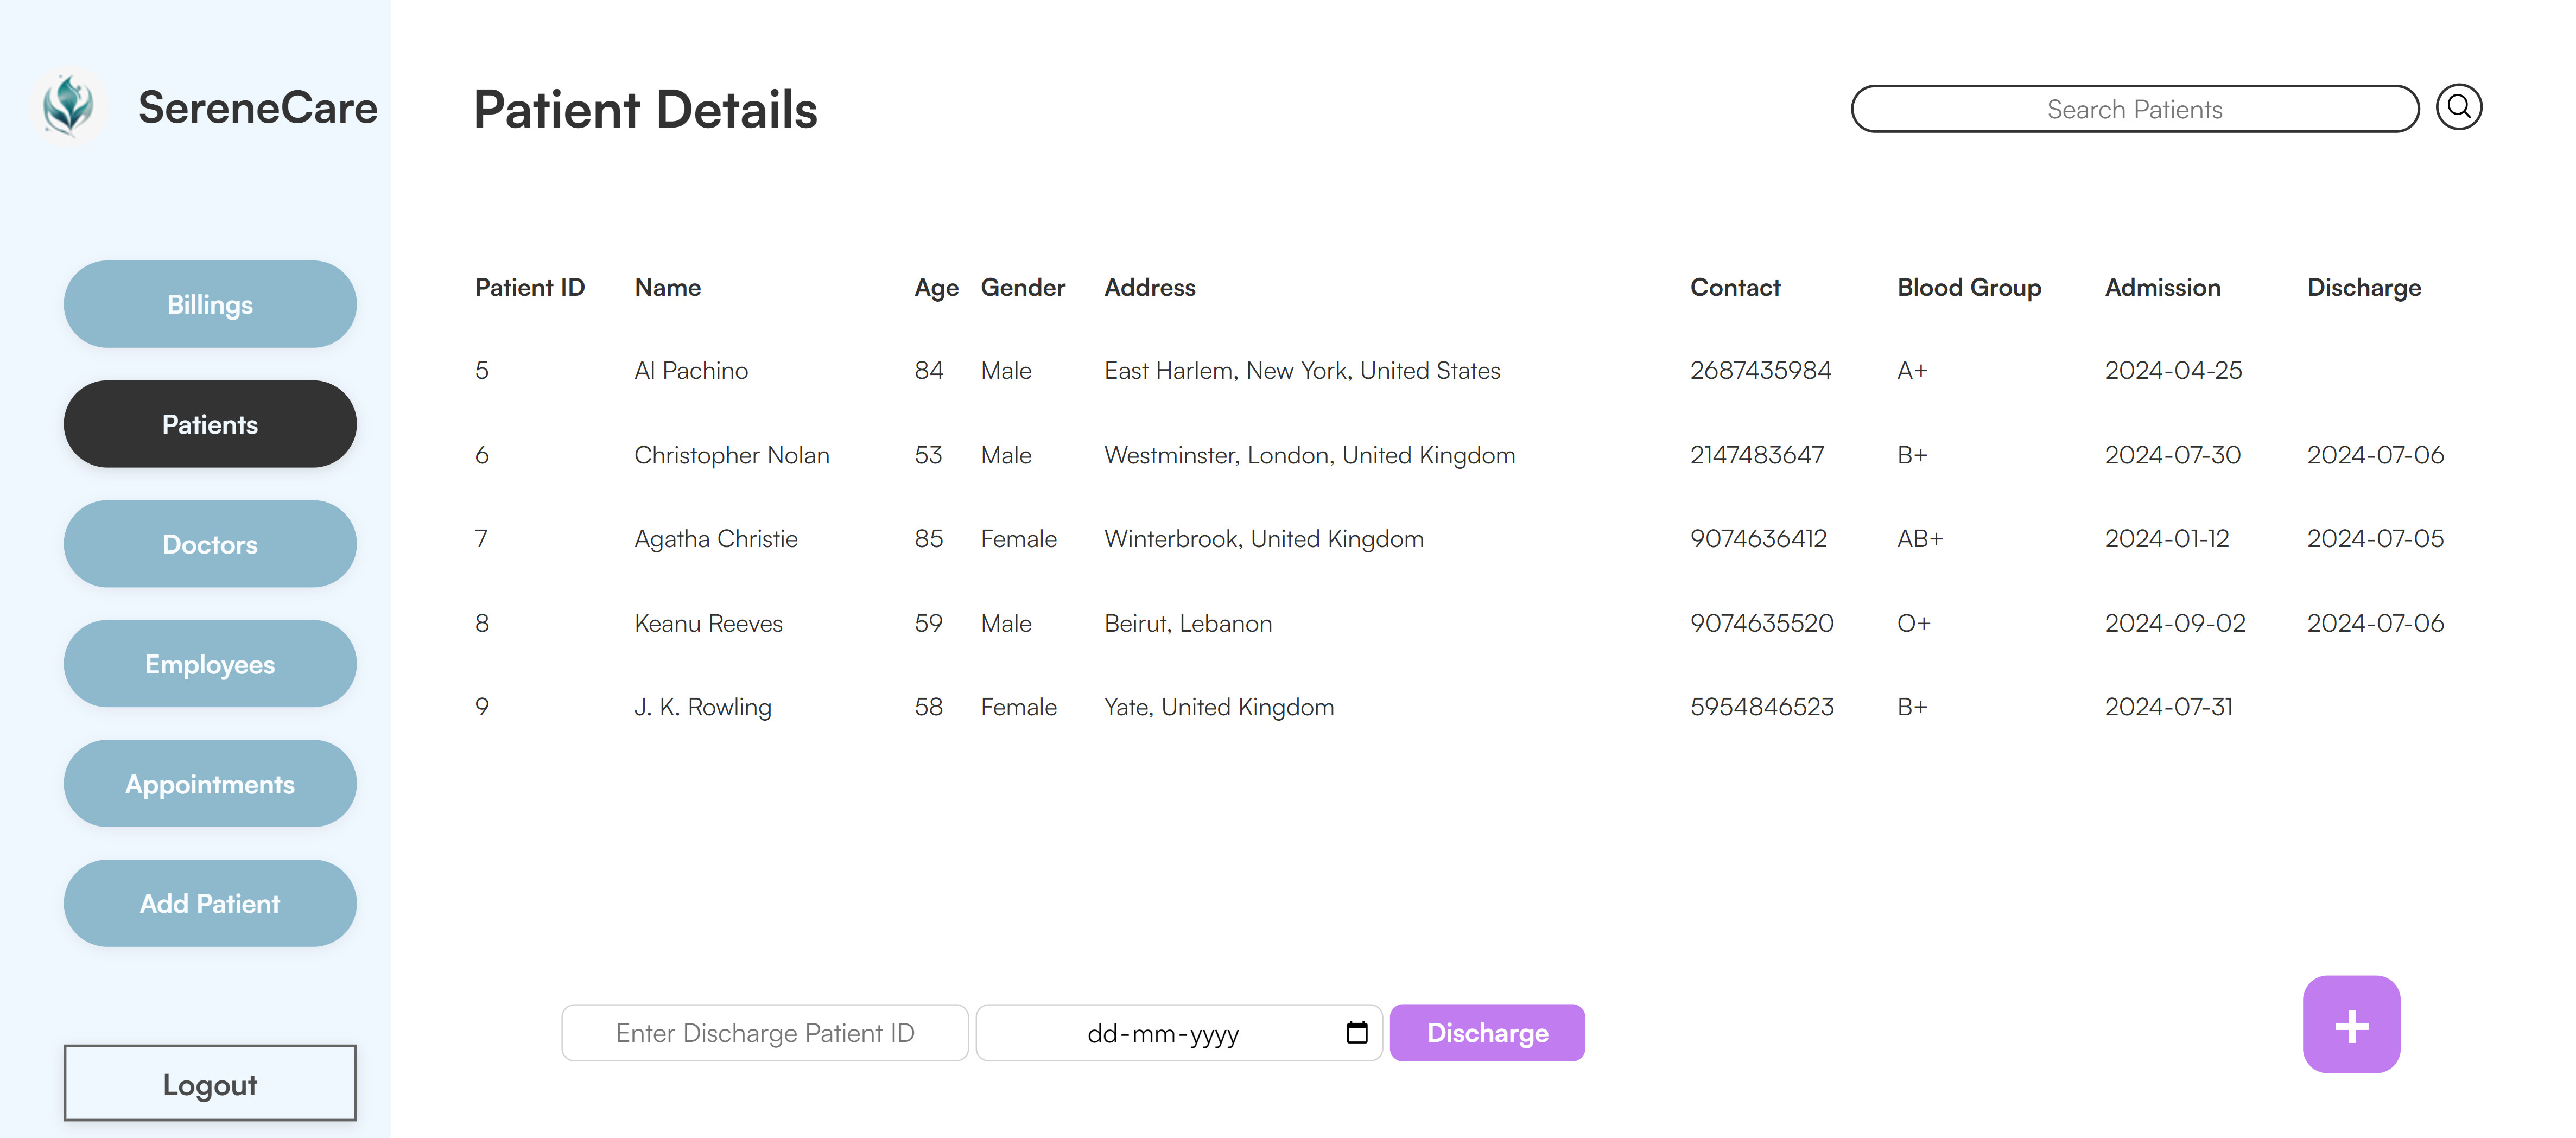 SereneCare
Patient Details
Search Patients
Billings
Patients
Doctors
Employees
Appointments
Add Patient
Logout
Patient ID Name Age Gender Address Contact Blood Group Admission Discharge
5 Al Pachino 84 Male East Harlem, New York, United States 2687435984 A+ 2024-04-25
6 Christopher Nolan 53 Male Westminster, London, United Kingdom 2147483647 B+ 2024-07-30 2024-07-06
7 Agatha Christie 85 Female Winterbrook, United Kingdom 9074636412 AB+ 2024-01-12 2024-07-05
8 Keanu Reeves 59 Male Beirut, Lebanon 9074635520 O+ 2024-09-02 2024-07-06
9 J. K. Rowling 58 Female Yate, United Kingdom 5954846523 B+ 2024-07-31
Enter Discharge Patient ID dd-mm-yyyy Discharge +